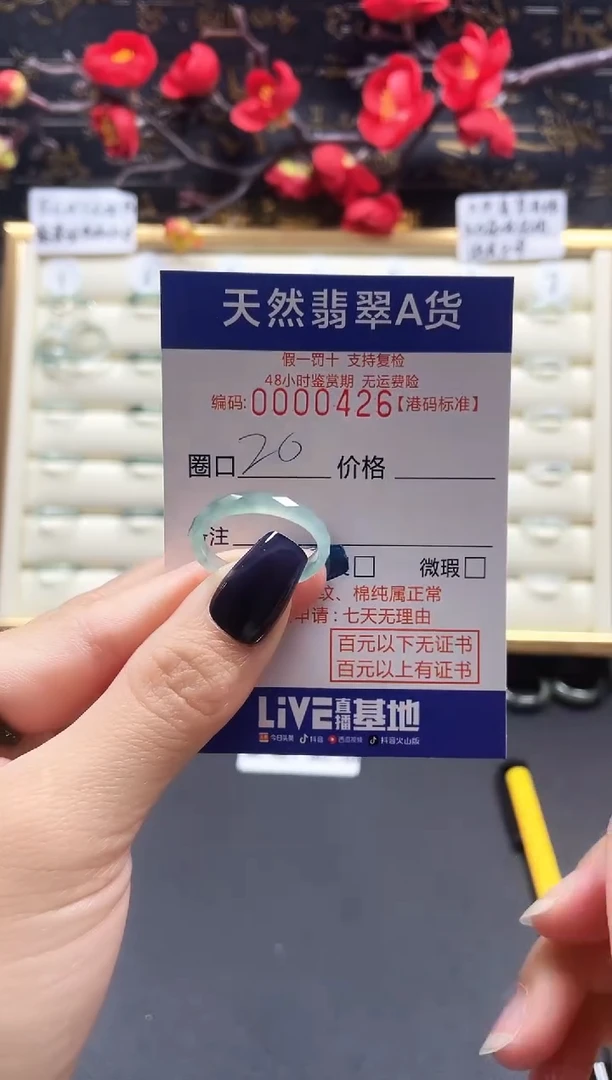 天然翡翠A货
假一罚十 支持复检
48小时鉴赏期 无运费险
编码:0000426【港码标准】
圈口20 价格
注
微瑕
纹、棉纯属正常
申请:七天无理由
百元以下无证书
百元以上有证书
LiVE直播基地
今日头条 抖音 西瓜视频 抖音火山版